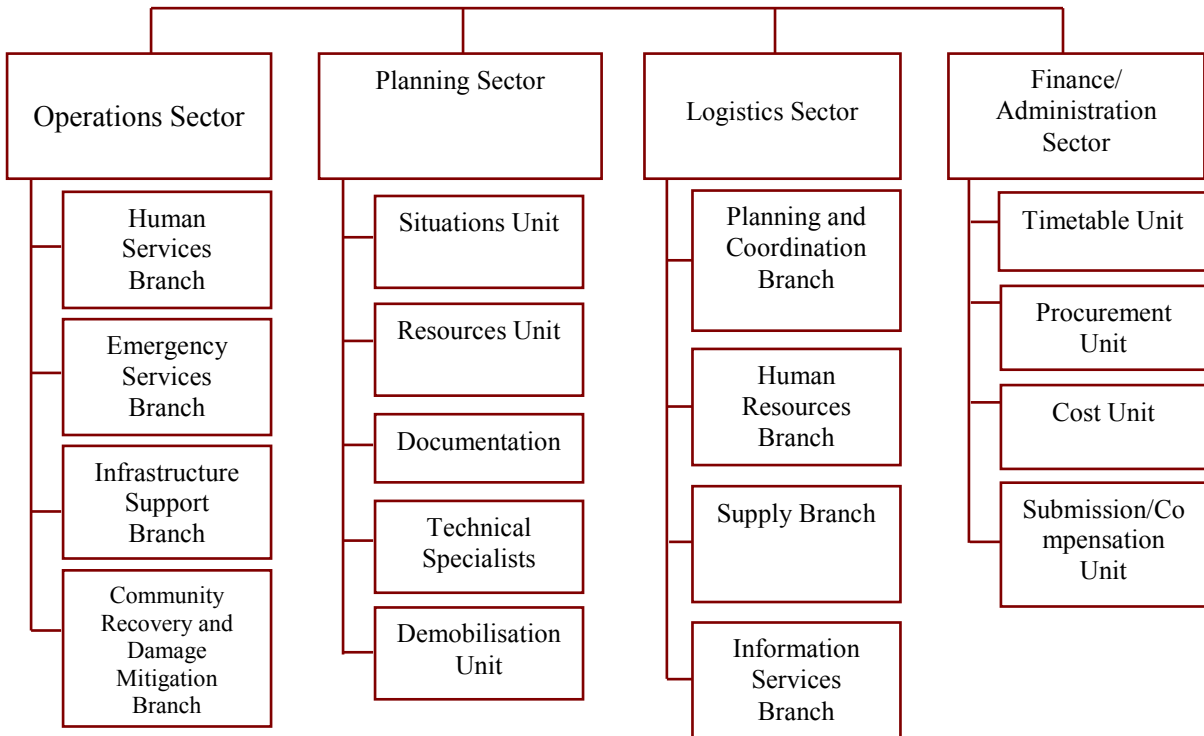 Operations Sector
Human
Services
Branch
Emergency
Services
Branch
Infrastructure
Support
Branch
Community
Recovery and
Damage
Mitigation
Branch
Planning Sector
Situations Unit
Resources Unit
Documentation
Technical
Specialists
Demobilisation
Unit
Logistics Sector
Planning and
Coordination
Branch
Human
Resources
Branch
Supply Branch
Information
Services
Branch
Finance/
Administration
Sector
Timetable Unit
Procurement
Unit
Cost Unit
Submission/Co
mpensation
Unit